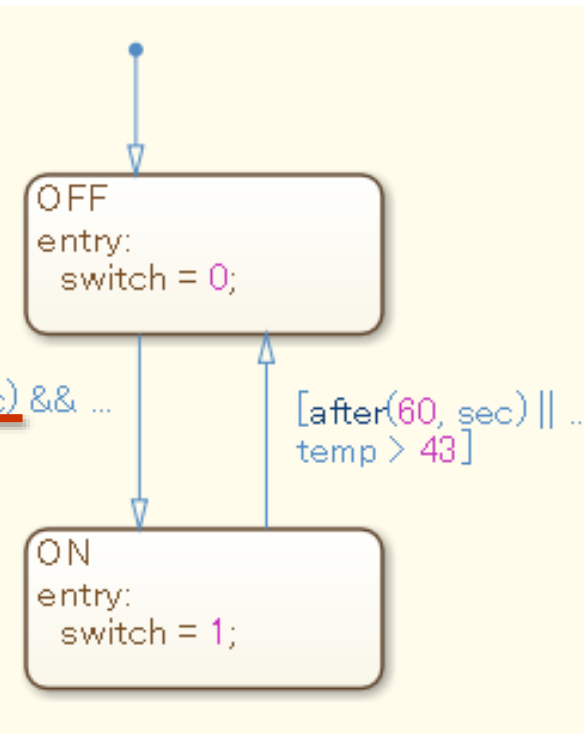 OFF
entry:
switch = 0;
c) && ...
[after(60, sec) || ...
temp > 43]
ON
entry:
switch = 1;